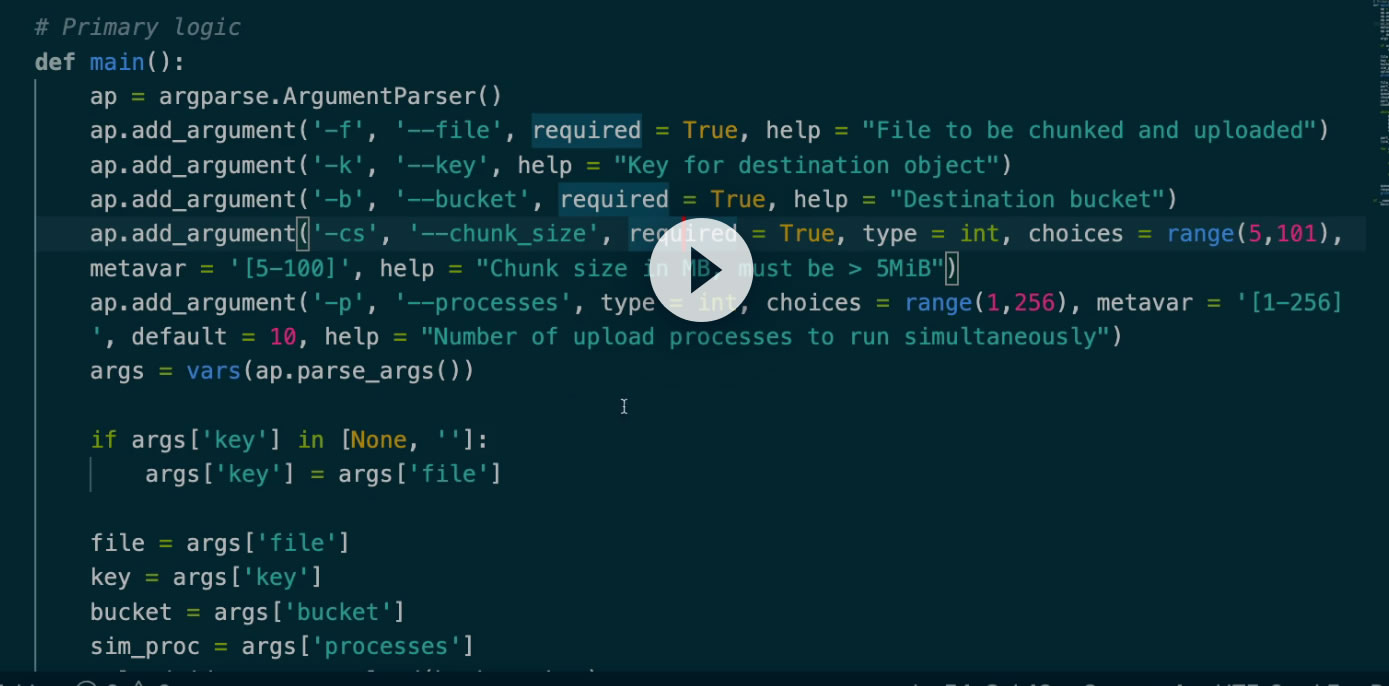 # Primary logic
def main():
ap = argparse.ArgumentParser()
ap.add_argument('-f', '--file', required = True, help = "File to be chunked and uploaded")
ap.add_argument('-k', '--key', help = "Key for destination object")
ap.add_argument('-b', '--bucket', required = True, help = "Destination bucket")
ap.add_argument('-cs', '--chunk_size', required = True, type = int, choices = range(5,101),
metavar = '[5-100]', help = "Chunk size in MB, must be > 5MiB")
ap.add_argument('-p', '--processes', type = int, choices = range(1,256), metavar = '[1-256]
', default = 10, help = "Number of upload processes to run simultaneously")
args = vars(ap.parse_args())
if args['key'] in [None, '']:
args['key'] = args['file']
file = args['file']
key = args['key']
bucket = args['bucket']
sim_proc = args['processes']